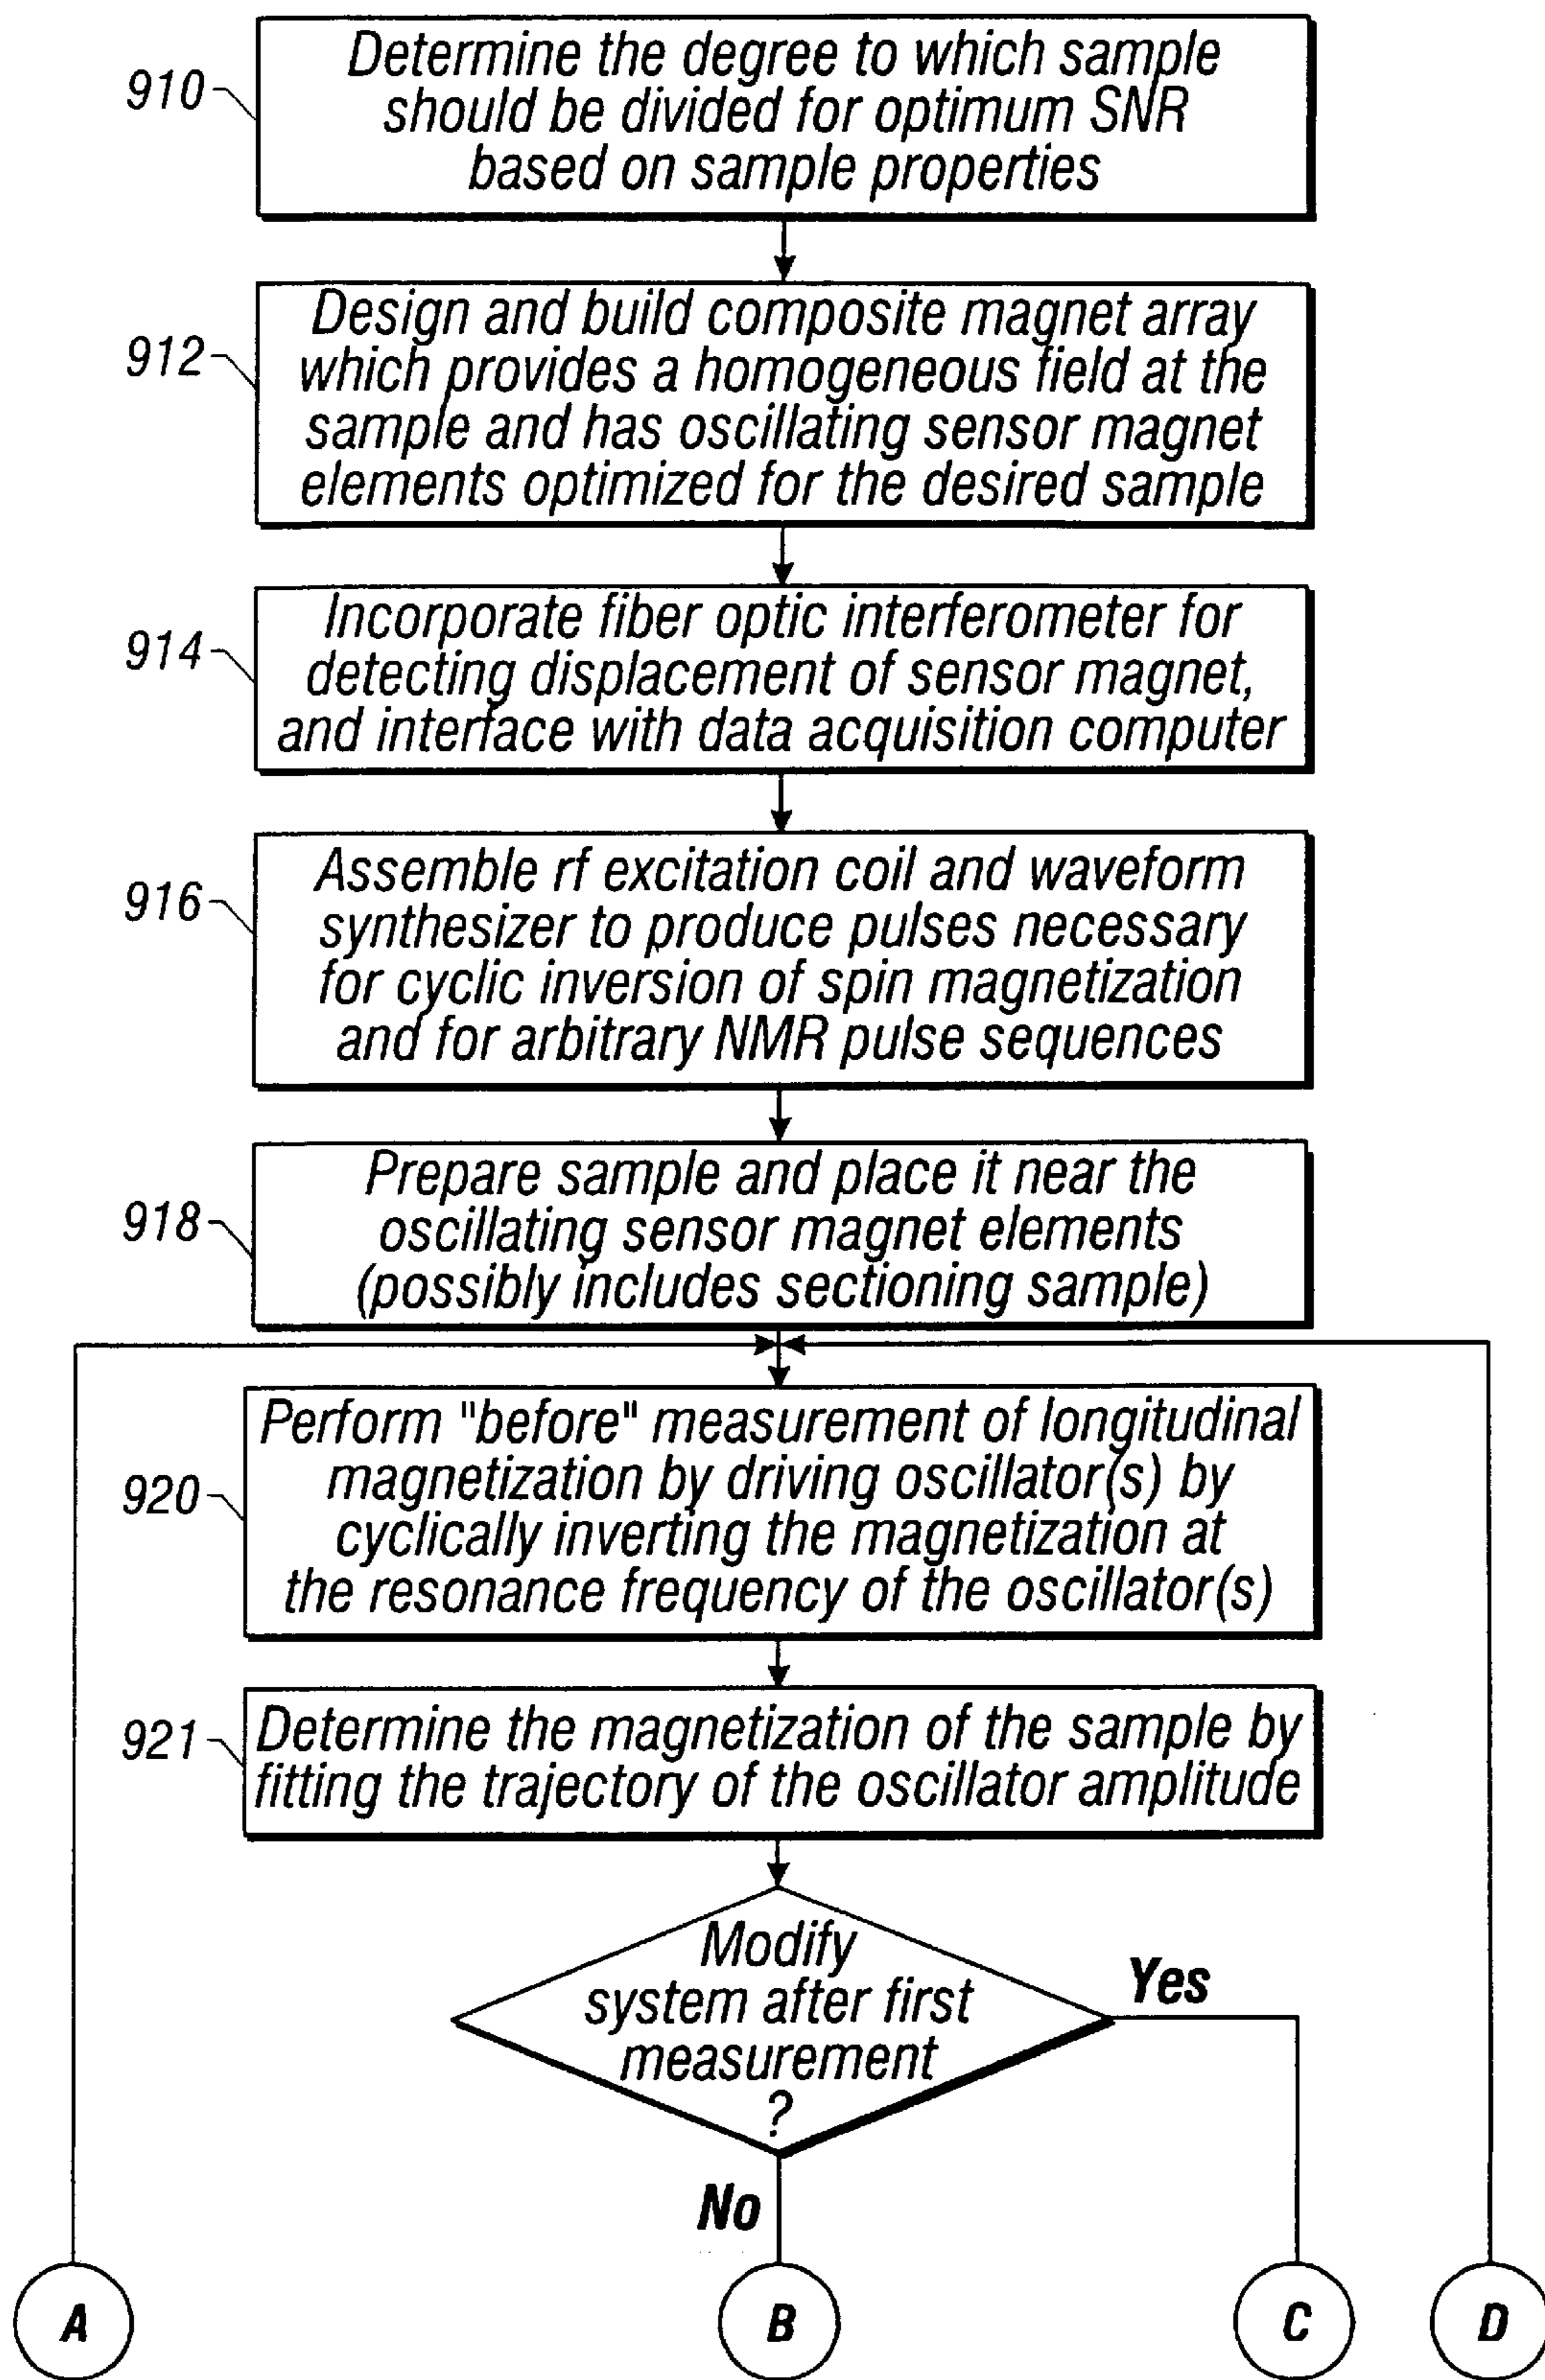 910
Determine the degree to which sample
should be divided for optimum SNR
based on sample properties
912
Design and build composite magnet array
which provides a homogeneous field at the
sample and has oscillating sensor magnet
elements optimized for the desired sample
914
Incorporate fiber optic interferometer for
detecting displacement of sensor magnet,
and interface with data acquisition computer
916
Assemble rf excitation coil and waveform
synthesizer to produce pulses necessary
for cyclic inversion of spin magnetization
and for arbitrary NMR pulse sequences
918
Prepare sample and place it near the
oscillating sensor magnet elements
(possibly includes sectioning sample)
920
Perform "before" measurement of longitudinal
magnetization by driving oscillator(s) by
cyclically inverting the magnetization at
the resonance frequency of the oscillator(s)
921
Determine the magnetization of the sample by
fitting the trajectory of the oscillator amplitude
Modify
system after first
measurement
?
Yes
No
A
B
C
D